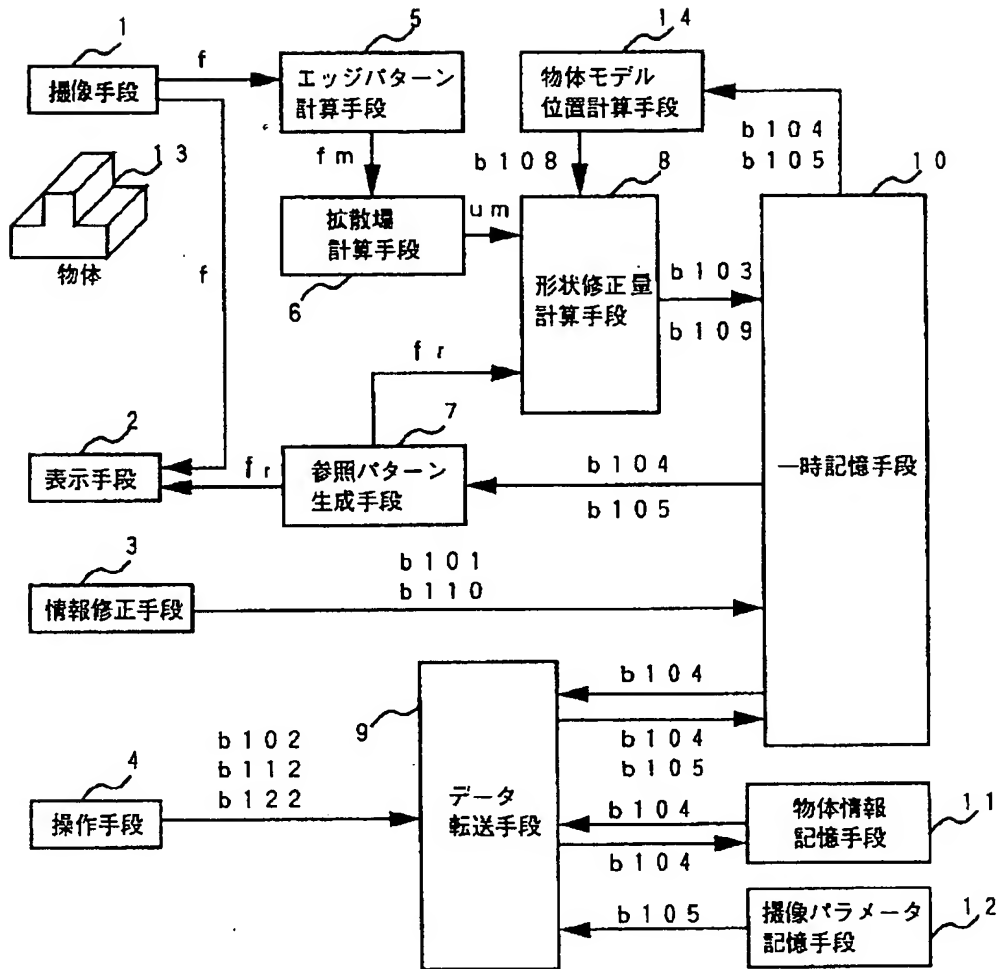 1
撮像手段
f
5
エッジパターン
計算手段
14
物体モデル
位置計算手段
b104
b105
10
13
物体
f
fm
b108
8
拡散場
計算手段
6
um
形状修正量
計算手段
b103
b109
fr
7
2
表示手段
fr
参照パターン
生成手段
b104
b105
一時記憶手段
3
情報修正手段
b101
b110
b104
b104
b105
9
データ
転送手段
4
操作手段
b102
b112
b122
b104
b104
物体情報
記憶手段
11
b105
撮像パラメータ
記憶手段
12